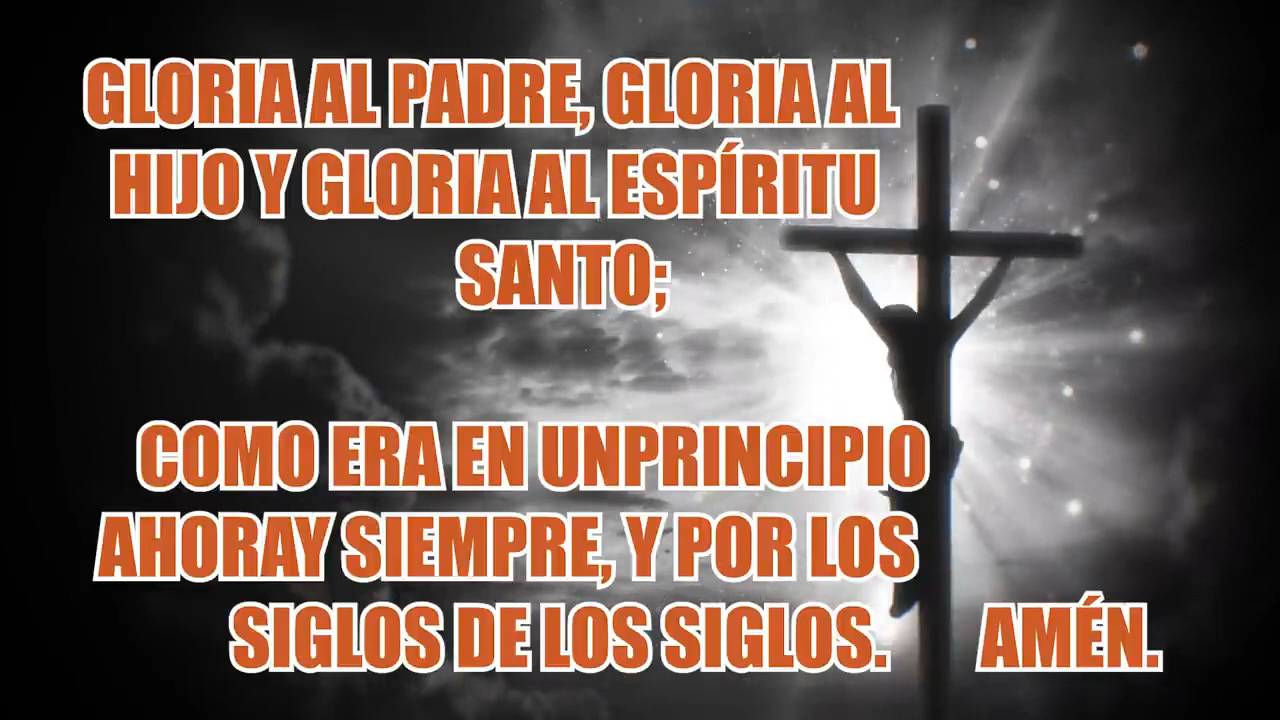 GLORIA AL PADRE, GLORIA AL
HIJO Y GLORIA AL ESPÍRITU
SANTO;
COMO ERA EN UNPRINCIPIO
AHORAY SIEMPRE, Y POR LOS
SIGLOS DE LOS SIGLOS. AMÉN.